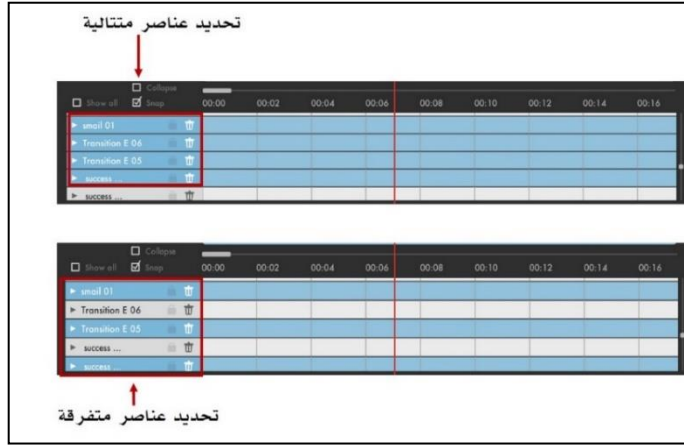 تحديد عناصر متتالية
Collapse
Show all Snap 00:00 00:02 00:04 00:06 00:08 00:10 00:12 00:14 00:16
smail 01
Transition E 06
Transition E 05
success ...
success ...
Collapse
Show all Snap 00:00 00:02 00:04 00:06 00:08 00:10 00:12 00:14 00:16
smail 01
Transition E 06
Transition E 05
success ...
success ...
تحديد عناصر متفرقة